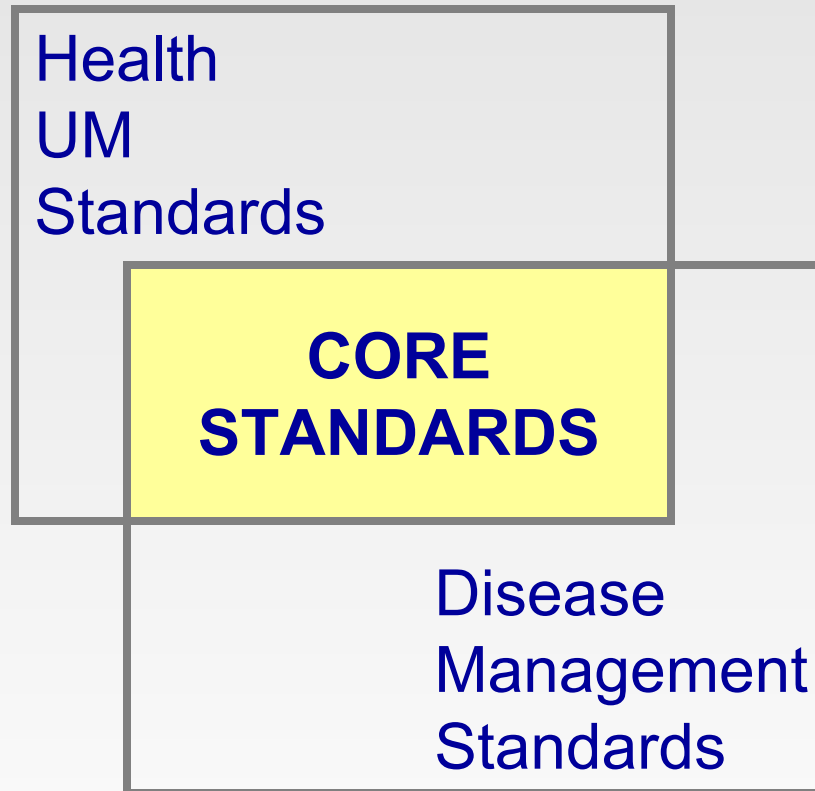 Health
UM
Standards
CORE
STANDARDS
Disease
Management
Standards